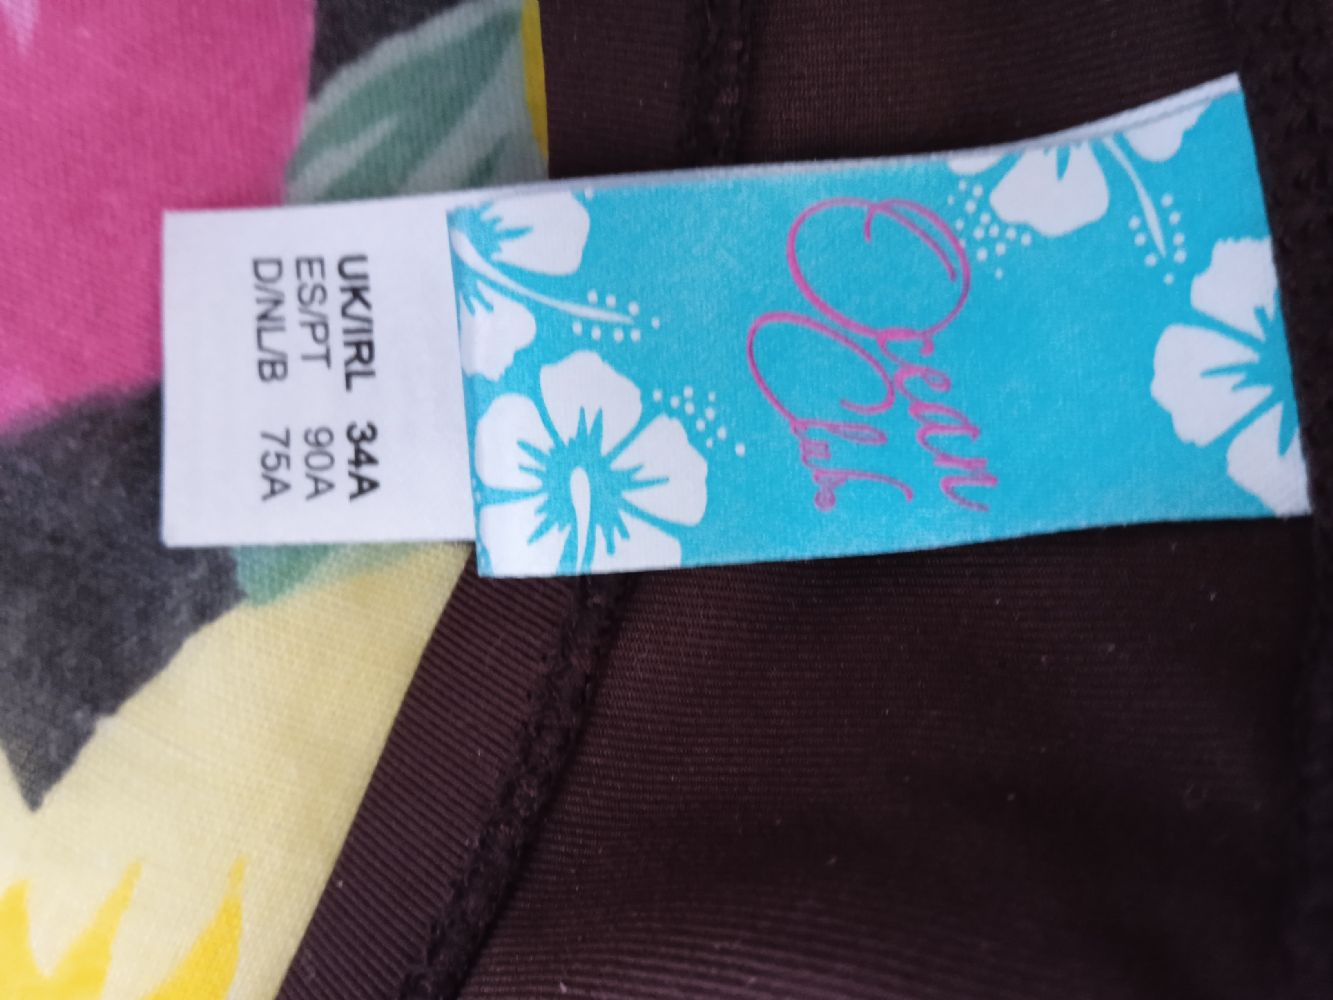 Ocean
Club
UK/IRL 34A
ES/PT 90A
D/NL/B 75A